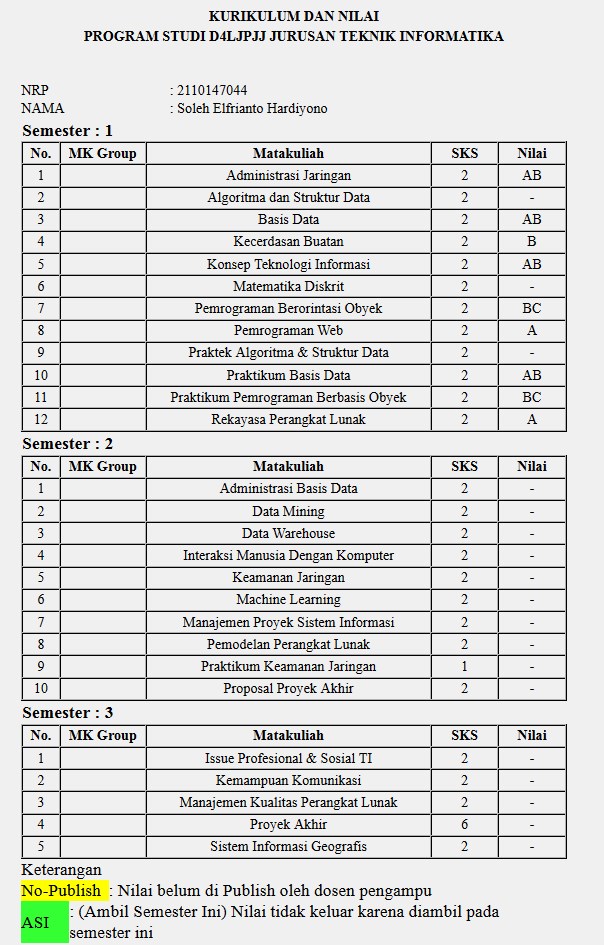 KURIKULUM DAN NILAI
PROGRAM STUDI D4LJPJJ JURUSAN TEKNIK INFORMATIKA
NRP : 2110147044
NAMA : Soleh Elfrianto Hardiyono
Semester : 1
No. MK Group Matakuliah SKS Nilai
1 Administrasi Jaringan 2 AB
2 Algoritma dan Struktur Data 2 -
3 Basis Data 2 AB
4 Kecerdasan Buatan 2 B
5 Konsep Teknologi Informasi 2 AB
6 Matematika Diskrit 2 -
7 Pemrograman Berorintasi Obyek 2 BC
8 Pemrograman Web 2 A
9 Praktek Algoritma & Struktur Data 2 -
10 Praktikum Basis Data 2 AB
11 Praktikum Pemrograman Berbasis Obyek 2 BC
12 Rekayasa Perangkat Lunak 2 A
Semester : 2
No. MK Group Matakuliah SKS Nilai
1 Administrasi Basis Data 2 -
2 Data Mining 2 -
3 Data Warehouse 2 -
4 Interaksi Manusia Dengan Komputer 2 -
5 Keamanan Jaringan 2 -
6 Machine Learning 2 -
7 Manajemen Proyek Sistem Informasi 2 -
8 Pemodelan Perangkat Lunak 2 -
9 Praktikum Keamanan Jaringan 1 -
10 Proposal Proyek Akhir 2 -
Semester : 3
No. MK Group Matakuliah SKS Nilai
1 Issue Profesional & Sosial TI 2 -
2 Kemampuan Komunikasi 2 -
3 Manajemen Kualitas Perangkat Lunak 2 -
4 Proyek Akhir 6 -
5 Sistem Informasi Geografis 2 -
Keterangan
No-Publish : Nilai belum di Publish oleh dosen pengampu
ASI : (Ambil Semester Ini) Nilai tidak keluar karena diambil pada
semester ini